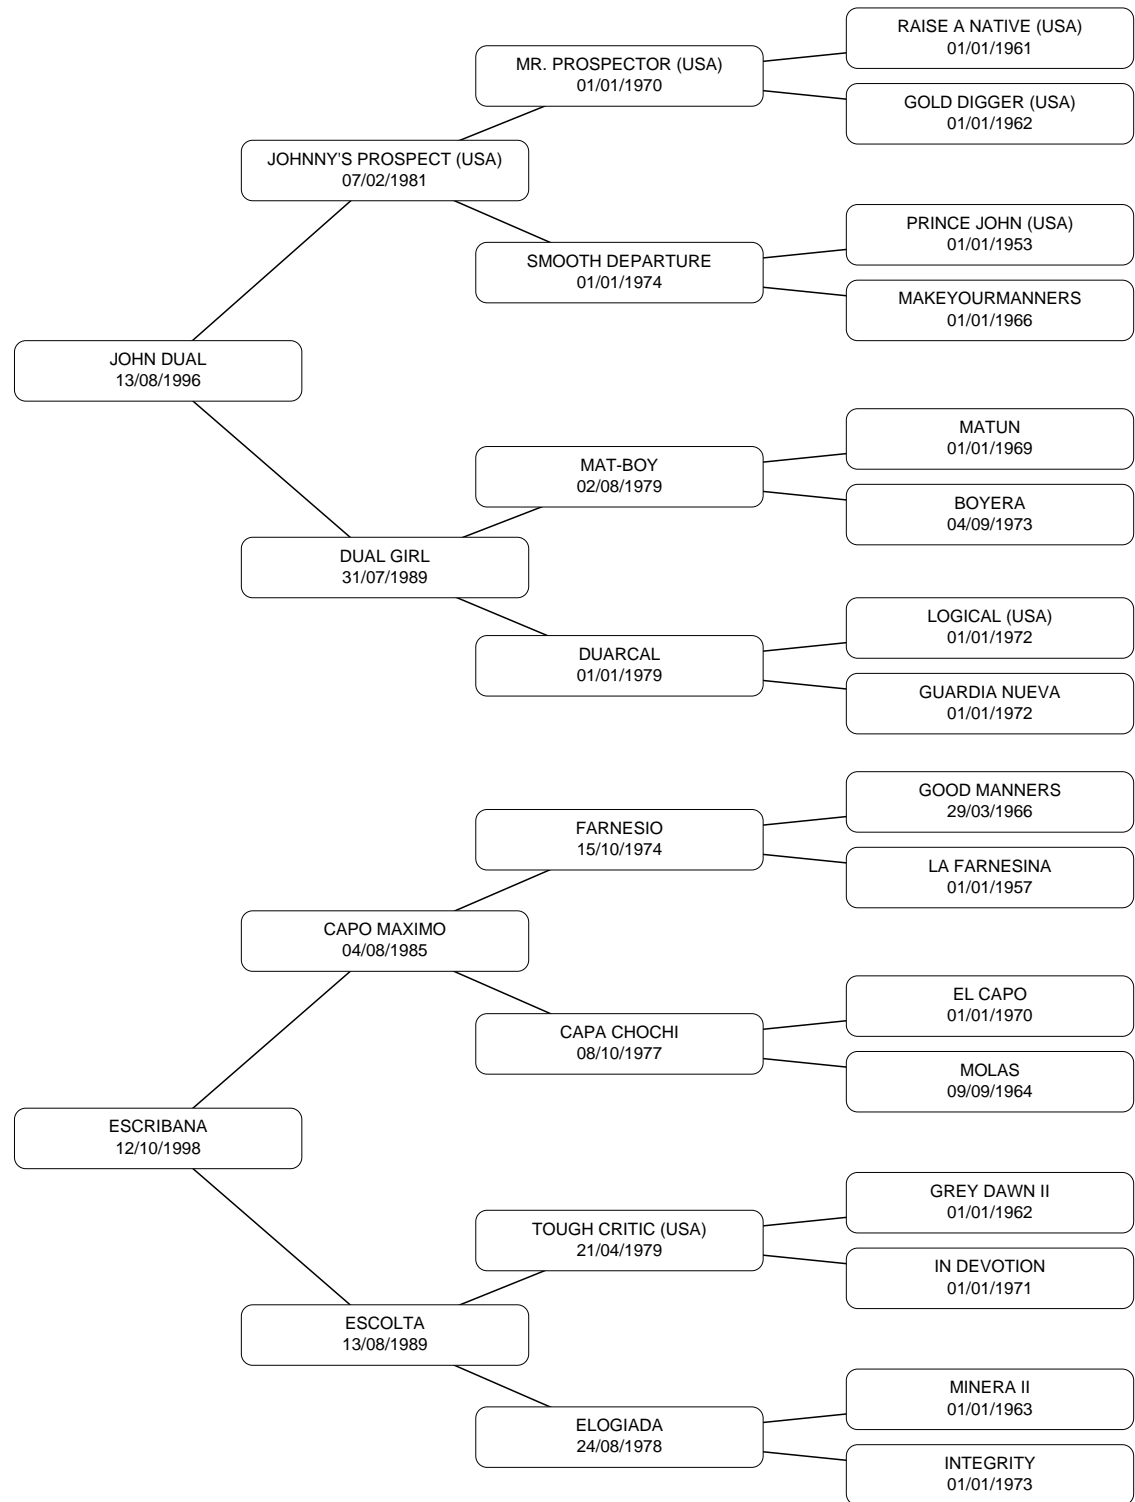 RAISE A NATIVE (USA)
01/01/1961
MR. PROSPECTOR (USA)
01/01/1970
GOLD DIGGER (USA)
01/01/1962
JOHNNY'S PROSPECT (USA)
07/02/1981
PRINCE JOHN (USA)
01/01/1953
SMOOTH DEPARTURE
01/01/1974
MAKEYOURMANNERS
01/01/1966
JOHN DUAL
13/08/1996
MATUN
01/01/1969
MAT-BOY
02/08/1979
BOYERA
04/09/1973
DUAL GIRL
31/07/1989
LOGICAL (USA)
01/01/1972
DUARCAL
01/01/1979
GUARDIA NUEVA
01/01/1972
GOOD MANNERS
29/03/1966
FARNESIO
15/10/1974
LA FARNESINA
01/01/1957
CAPO MAXIMO
04/08/1985
EL CAPO
01/01/1970
CAPA CHOCHI
08/10/1977
MOLAS
09/09/1964
ESCRIBANA
12/10/1998
GREY DAWN II
01/01/1962
TOUGH CRITIC (USA)
21/04/1979
IN DEVOTION
01/01/1971
ESCOLTA
13/08/1989
MINERA II
01/01/1963
ELOGIADA
24/08/1978
INTEGRITY
01/01/1973